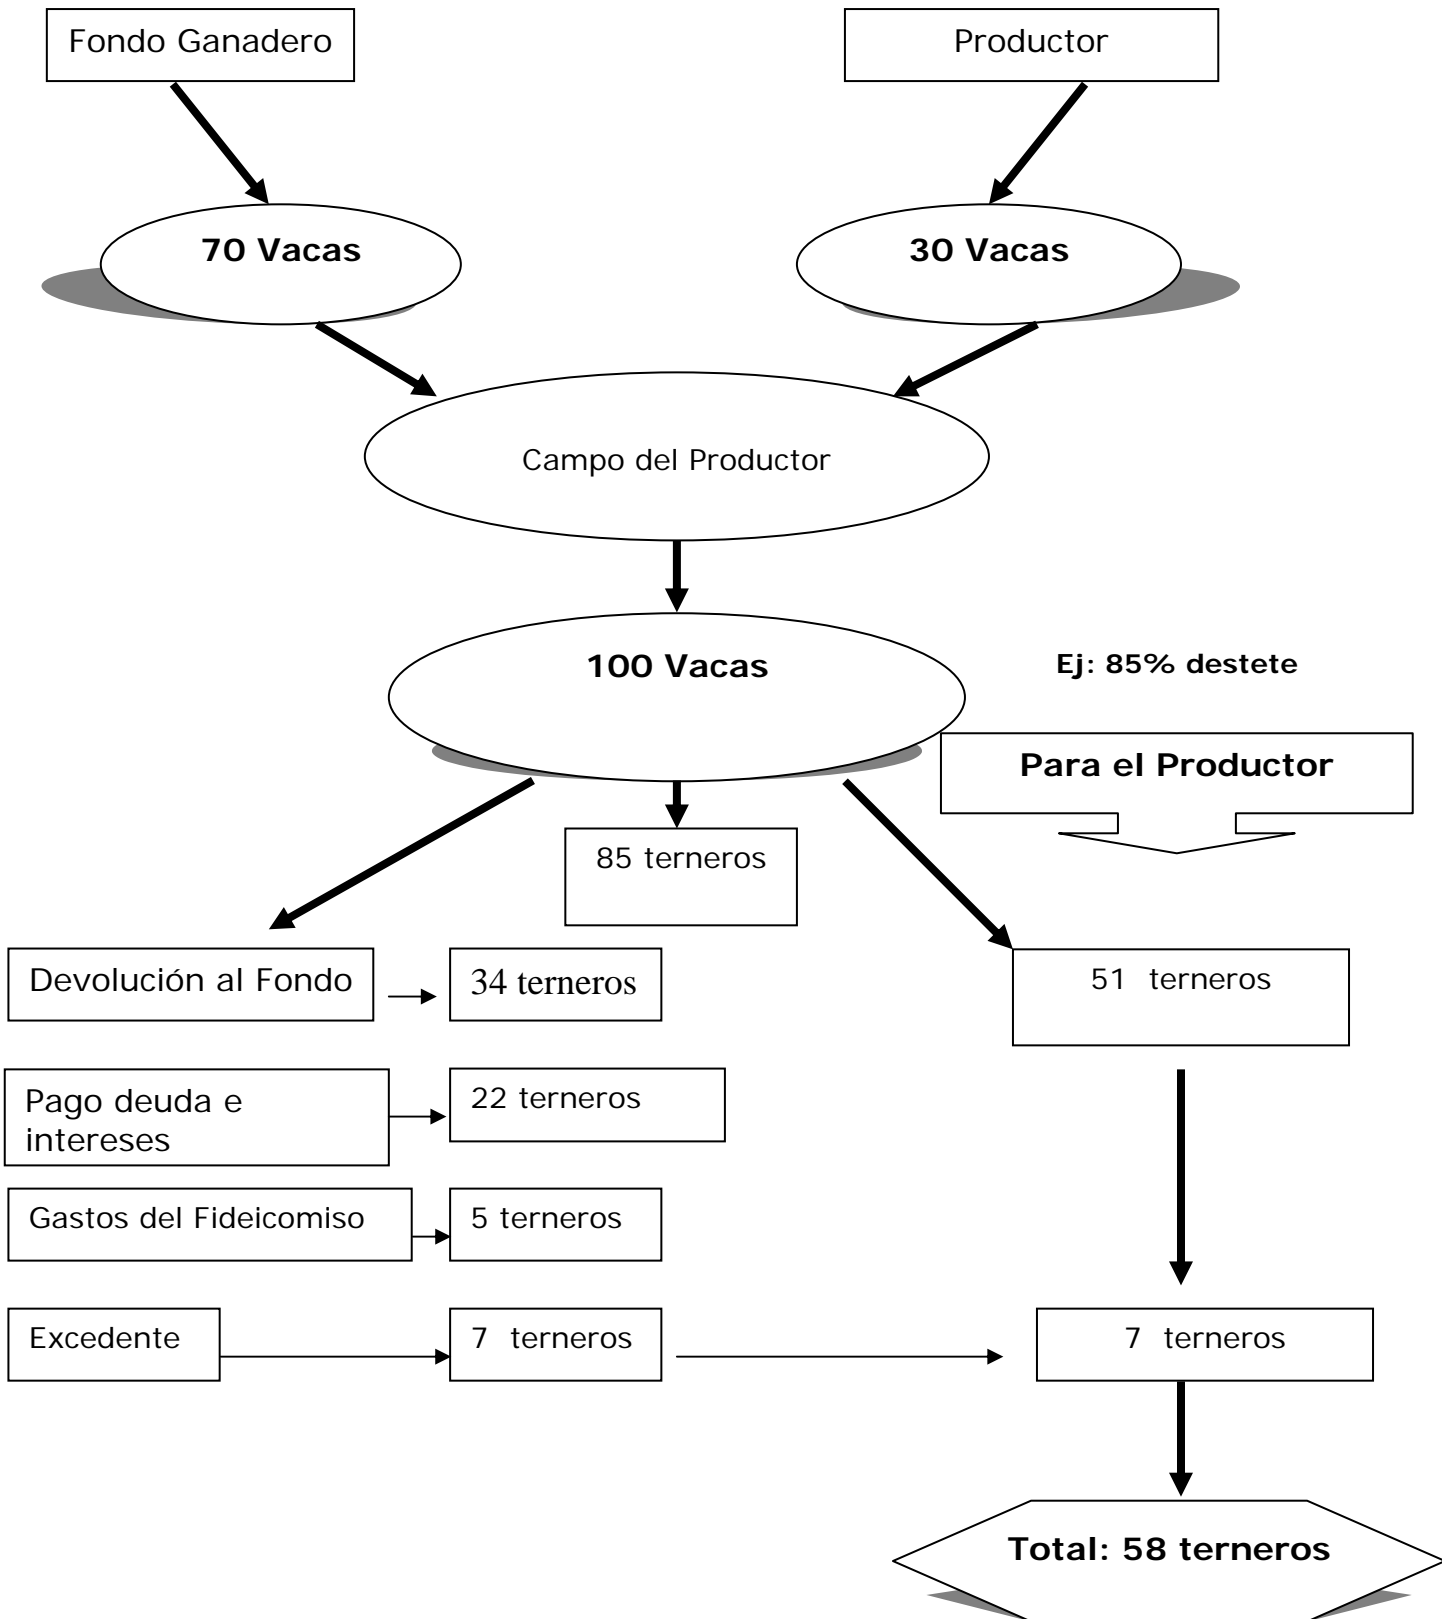 Fondo Ganadero
Productor
70 Vacas
30 Vacas
Campo del Productor
100 Vacas
Ej: 85% destete
Para el Productor
85 terneros
Devolución al Fondo
34 terneros
51 terneros
Pago deuda e
intereses
22 terneros
Gastos del Fideicomiso
5 terneros
Excedente
7 terneros
7 terneros
Total: 58 terneros